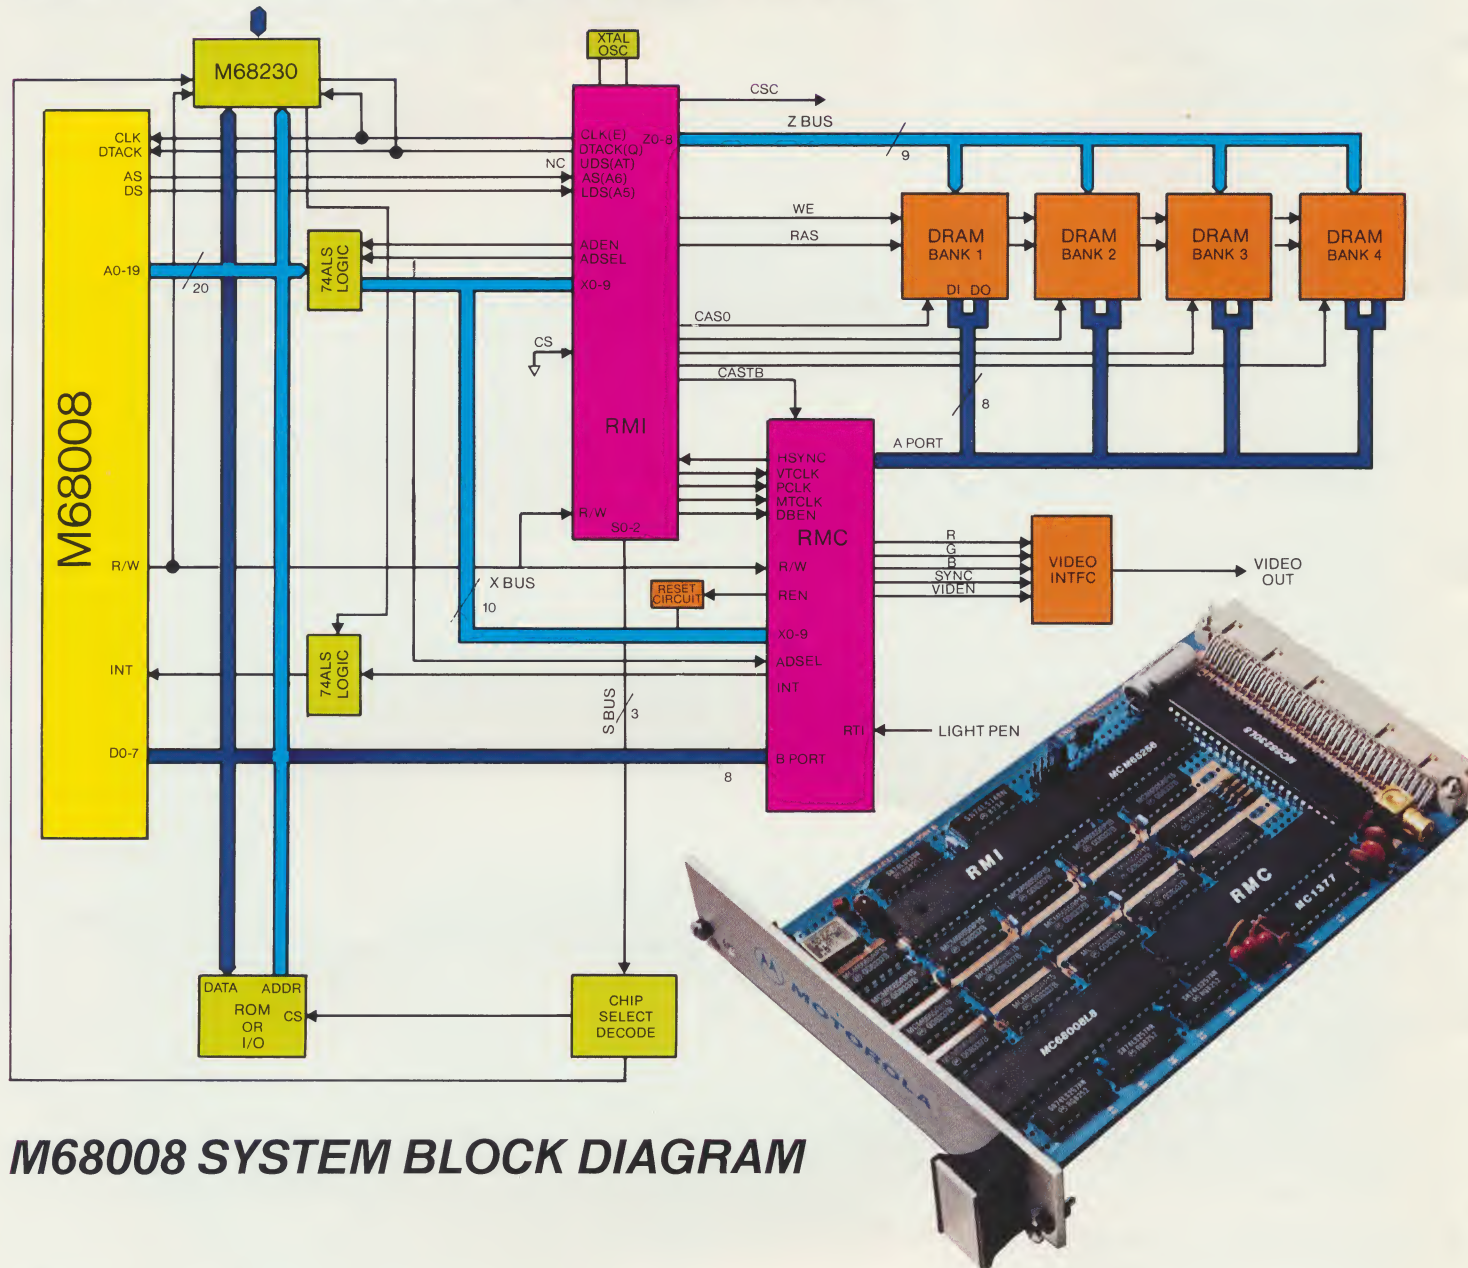 M68230
XTAL
OSC
CSC
Z BUS
9
CLK
DTACK
AS
DS
NC
CLK(E)
DTACK(Q)
UDS(AT)
AS(A6)
LDS(A5)
Z0-8
WE
RAS
DRAM
BANK 1
DI DO
DRAM
BANK 2
DRAM
BANK 3
DRAM
BANK 4
A0-19
20
74ALS
LOGIC
ADEN
ADSEL
X0-9
CAS0
CS
CASTB
8
A PORT
M68008
RMI
R/W
S0-2
HSYNC
VTCLK
PCLK
MTCLK
DBEN
RMC
R/W
REN
X0-9
ADSEL
INT
RTI
B PORT
R
G
B
SYNC
VIDEN
VIDEO
INTFC
VIDEO
OUT
R/W
X BUS
10
RESET
CIRCUIT
INT
74ALS
LOGIC
S BUS
3
LIGHT PEN
D0-7
8
DATA ADDR
ROM
OR
I/O
CS
CHIP
SELECT
DECODE
MCM65256
RMI
RMC
MC1377
MC68008L8
MOTOROLA
M68008 SYSTEM BLOCK DIAGRAM